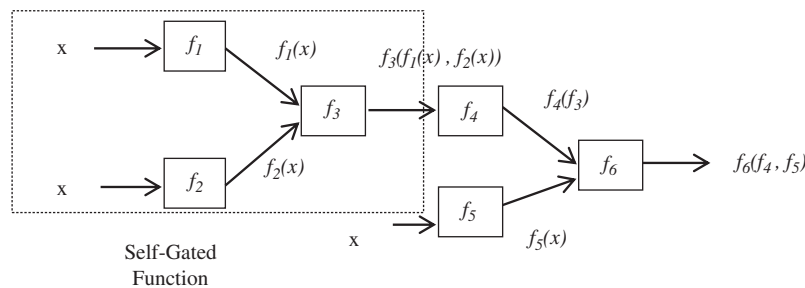 x
f1
f1(x)
f3(f1(x) , f2(x))
f3
f4
f4(f3)
f6
f6(f4 , f5)
x
f2
f2(x)
x
f5
f5(x)
Self-Gated
Function